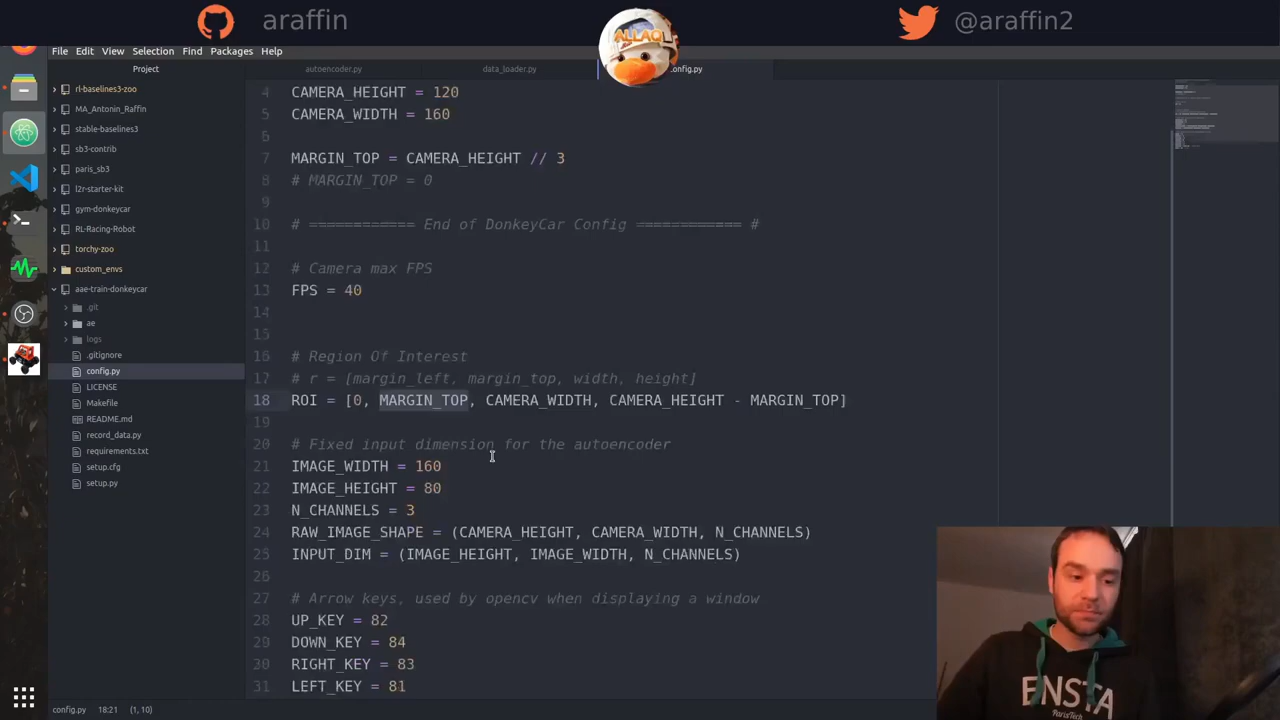 araffin
@araffin2
ALLAOL
File Edit View Selection Find Packages Help
Project
autoencoder.py
data_loader.py
config.py
rl-baselines3-zoo
MA_Antonin_Raffin
stable-baselines3
sb3-contrib
paris_sb3
l2r-starter-kit
gym-donkeycar
RL-Racing-Robot
torchy-zoo
custom_envs
aae-train-donkeycar
.git
ae
logs
.gitignore
config.py
LICENSE
Makefile
README.md
record_data.py
requirements.txt
setup.cfg
setup.py
4 CAMERA_HEIGHT = 120
5 CAMERA_WIDTH = 160
6
7 MARGIN_TOP = CAMERA_HEIGHT // 3
8 # MARGIN_TOP = 0
9
10 # ============ End of DonkeyCar Config ============ #
11
12 # Camera max FPS
13 FPS = 40
14
15
16 # Region Of Interest
17 # r = [margin_left, margin_top, width, height]
18 ROI = [0, MARGIN_TOP, CAMERA_WIDTH, CAMERA_HEIGHT - MARGIN_TOP]
19
20 # Fixed input dimension for the autoencoder
21 IMAGE_WIDTH = 160
22 IMAGE_HEIGHT = 80
23 N_CHANNELS = 3
24 RAW_IMAGE_SHAPE = (CAMERA_HEIGHT, CAMERA_WIDTH, N_CHANNELS)
25 INPUT_DIM = (IMAGE_HEIGHT, IMAGE_WIDTH, N_CHANNELS)
26
27 # Arrow keys, used by opencv when displaying a window
28 UP_KEY = 82
29 DOWN_KEY = 84
30 RIGHT_KEY = 83
31 LEFT_KEY = 81
ENSTA
ParisTech
config.py 18:21 (1, 10)